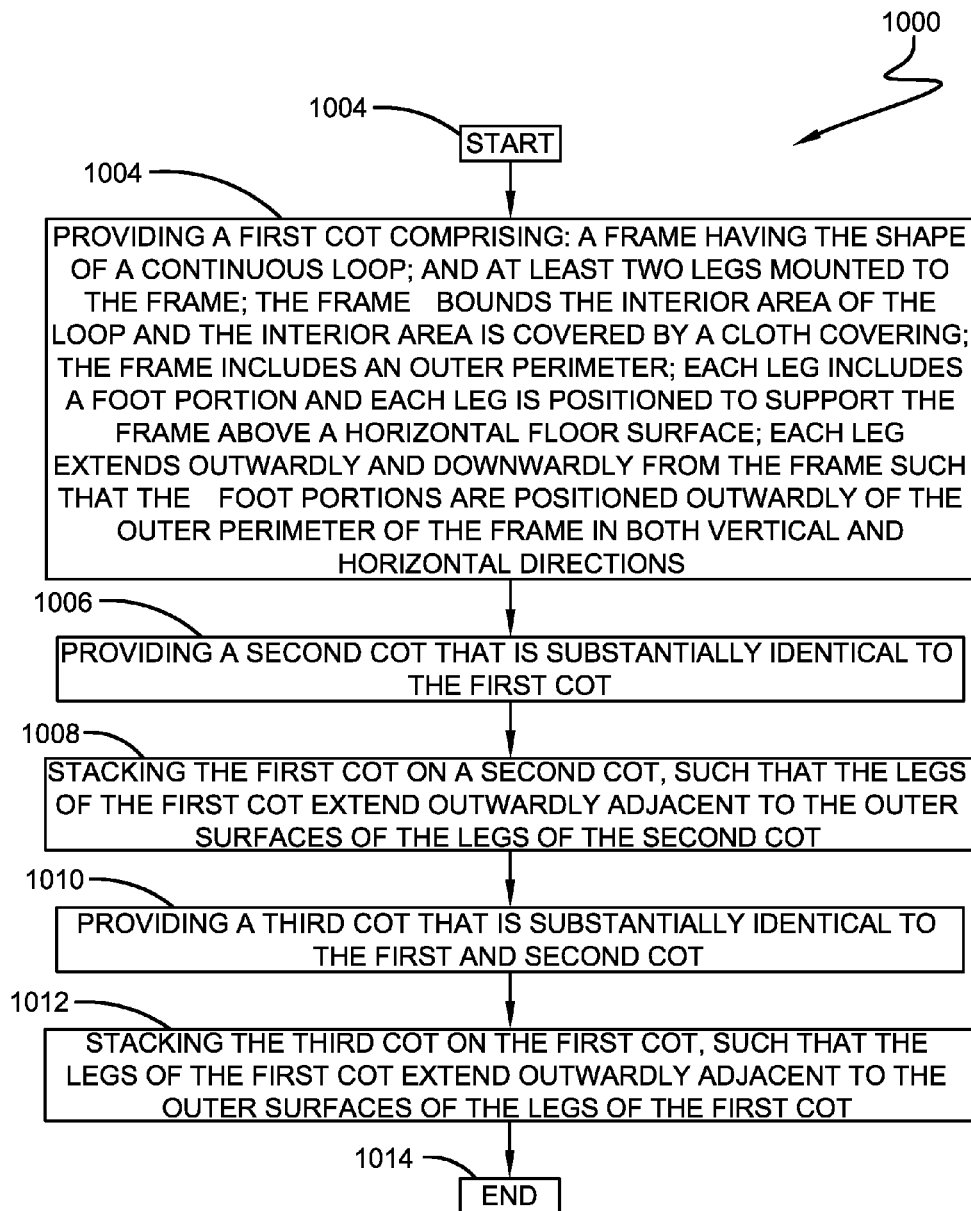 1000
1004
START
1004
PROVIDING A FIRST COT COMPRISING: A FRAME HAVING THE SHAPE
OF A CONTINUOUS LOOP; AND AT LEAST TWO LEGS MOUNTED TO
THE FRAME; THE FRAME BOUNDS THE INTERIOR AREA OF THE
LOOP AND THE INTERIOR AREA IS COVERED BY A CLOTH COVERING;
THE FRAME INCLUDES AN OUTER PERIMETER; EACH LEG INCLUDES
A FOOT PORTION AND EACH LEG IS POSITIONED TO SUPPORT THE
FRAME ABOVE A HORIZONTAL FLOOR SURFACE; EACH LEG
EXTENDS OUTWARDLY AND DOWNWARDLY FROM THE FRAME SUCH
THAT THE FOOT PORTIONS ARE POSITIONED OUTWARDLY OF THE
OUTER PERIMETER OF THE FRAME IN BOTH VERTICAL AND
HORIZONTAL DIRECTIONS
1006
PROVIDING A SECOND COT THAT IS SUBSTANTIALLY IDENTICAL TO
THE FIRST COT
1008
STACKING THE FIRST COT ON A SECOND COT, SUCH THAT THE LEGS
OF THE FIRST COT EXTEND OUTWARDLY ADJACENT TO THE OUTER
SURFACES OF THE LEGS OF THE SECOND COT
1010
PROVIDING A THIRD COT THAT IS SUBSTANTIALLY IDENTICAL TO
THE FIRST AND SECOND COT
1012
STACKING THE THIRD COT ON THE FIRST COT, SUCH THAT THE
LEGS OF THE FIRST COT EXTEND OUTWARDLY ADJACENT TO THE
OUTER SURFACES OF THE LEGS OF THE FIRST COT
1014
END